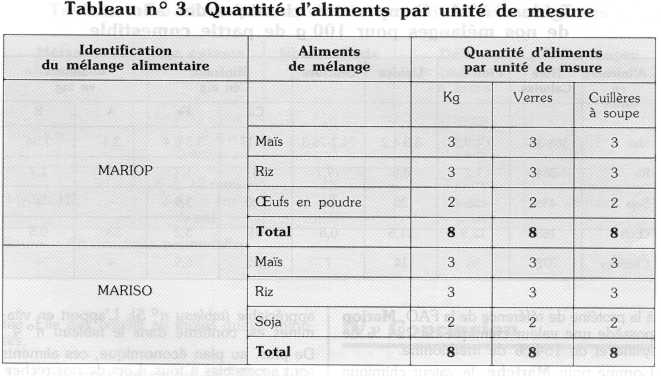 Tableau n° 3. Quantité d'aliments par unité de mesure
Identification du mélange alimentaire | Aliments de mélange | Quantité d'aliments par unité de msure
Kg | Verres | Cuillères à soupe
MARIOP | Maïs | 3 | 3 | 3
Riz | 3 | 3 | 3
Œufs en poudre | 2 | 2 | 2
Total | 8 | 8 | 8
MARISO | Maïs | 3 | 3 | 3
Riz | 3 | 3 | 3
Soja | 2 | 2 | 2
Total | 8 | 8 | 8